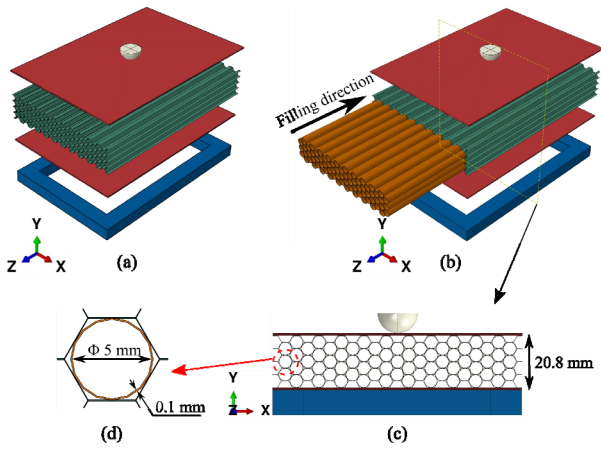 Filling direction
Y
Z
X
(a)
Y
Z
X
(b)
Φ 5 mm
0.1 mm
(d)
20.8 mm
Y
Z
X
(c)